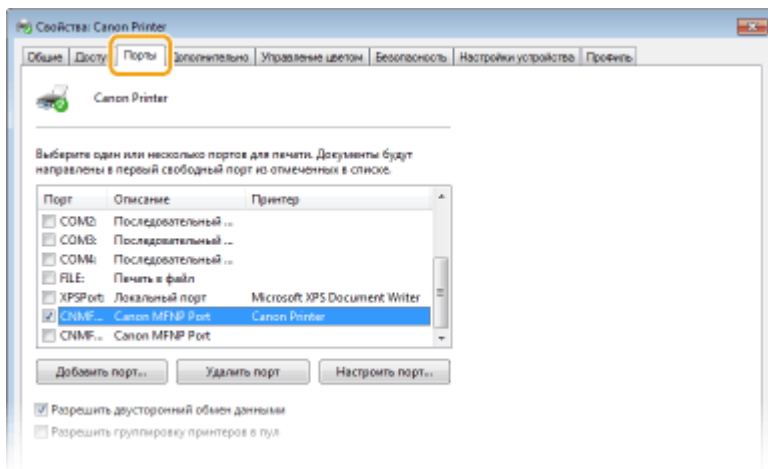 Свойства: Canon Printer
Общие Доступ Порты Дополнительно Управление цветом Безопасность Настройки устройства Профиль
Canon Printer
Выберите один или несколько портов для печати. Документы будут
направлены в первый свободный порт из отмеченных в списке.
Порт Описание Принтер
COM2: Последовательный ...
COM3: Последовательный ...
COM4: Последовательный ...
FILE: Печать в файл
XPSPort: Локальный порт Microsoft XPS Document Writer
CNMF... Canon MFNP Port Canon Printer
CNMF... Canon MFNP Port
Добавить порт... Удалить порт Настроить порт...
Разрешить двусторонний обмен данными
Разрешить группировку принтеров в пул